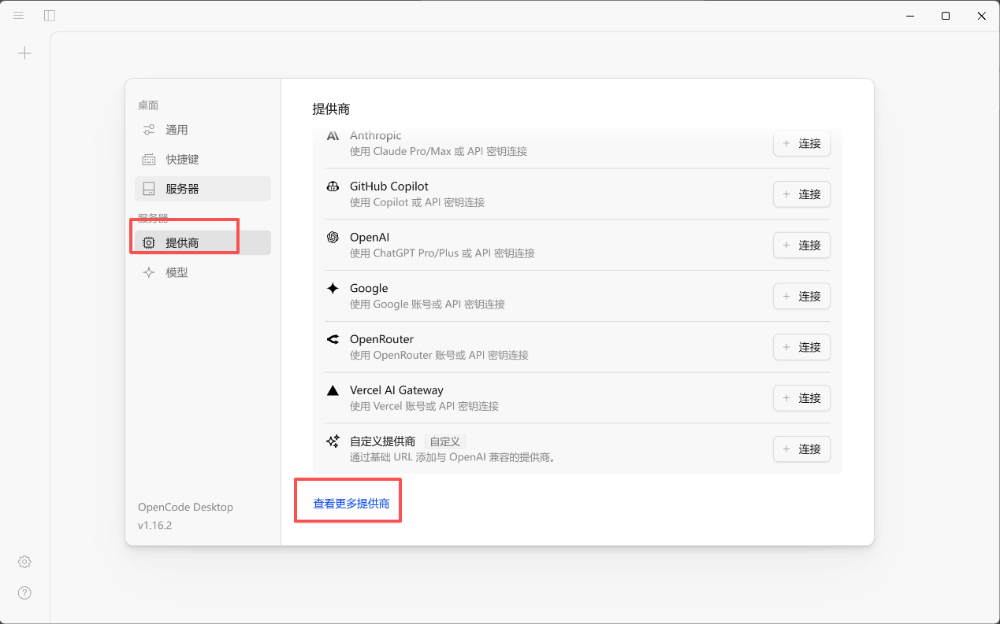 桌面
通用
快捷键
服务器
服务器
提供商
模型
OpenCode Desktop
v1.16.2
提供商
Anthropic
使用 Claude Pro/Max 或 API 密钥连接
连接
GitHub Copilot
使用 Copilot 或 API 密钥连接
连接
OpenAI
使用 ChatGPT Pro/Plus 或 API 密钥连接
连接
Google
使用 Google 账号或 API 密钥连接
连接
OpenRouter
使用 OpenRouter 账号或 API 密钥连接
连接
Vercel AI Gateway
使用 Vercel 账号或 API 密钥连接
连接
自定义提供商 自定义
通过基础 URL 添加与 OpenAI 兼容的提供商。
连接
查看更多提供商